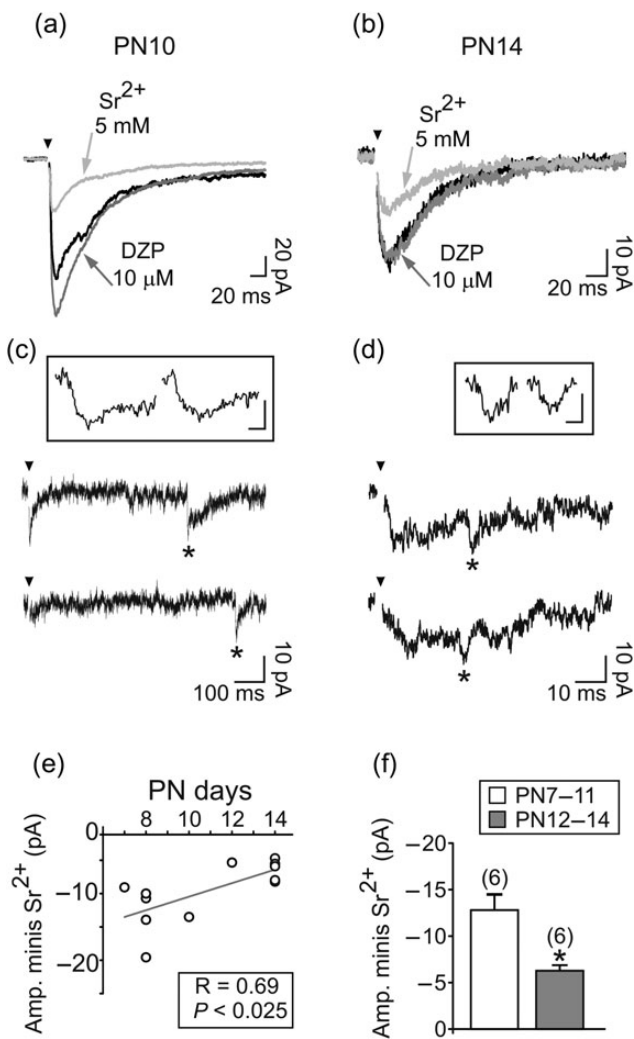 (a)
PN10
Sr2+
5 mM
DZP
10 μM
20 pA
20 ms
(b)
PN14
Sr2+
5 mM
DZP
10 μM
10 pA
20 ms
(c)
*
*
10 pA
100 ms
(d)
*
*
10 pA
10 ms
(e)
PN days
8 10 12 14
0
−10
−20
Amp. minis Sr2+ (pA)
R = 0.69
P < 0.025
(f)
PN7–11
PN12–14
−20
−15
−10
−5
0
Amp. minis Sr2+ (pA)
(6)
(6)
*